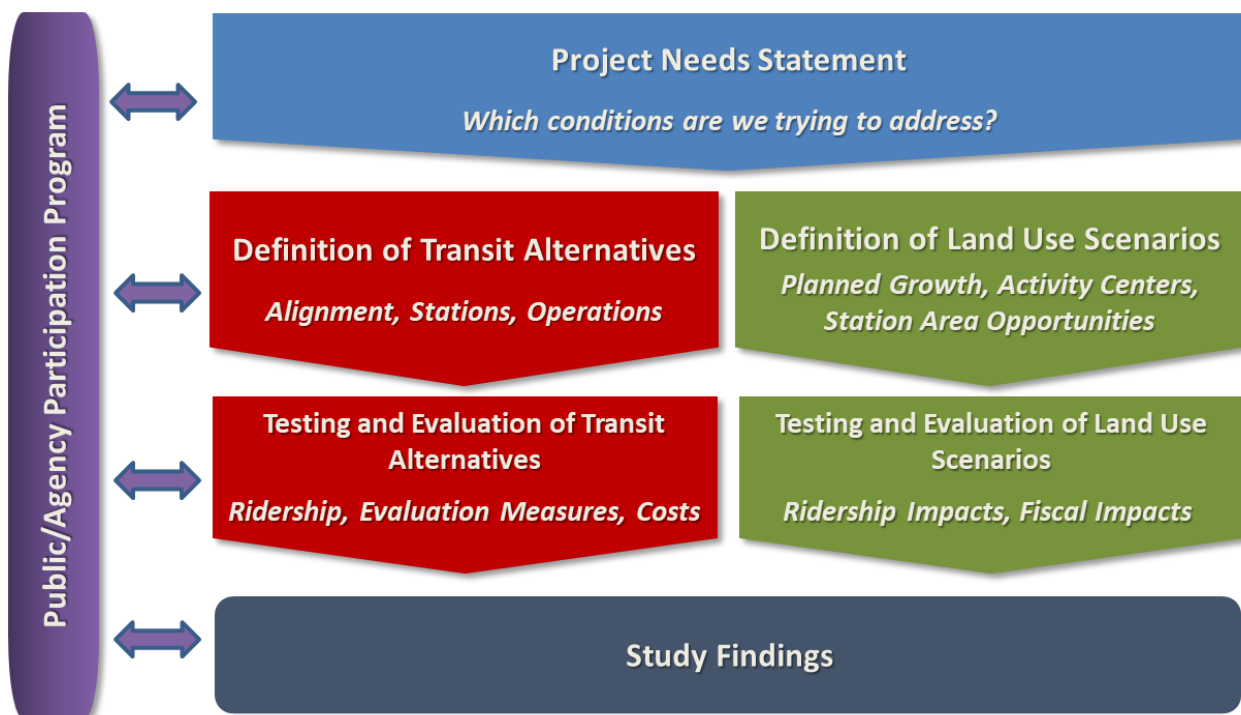 Public/Agency Participation Program
Project Needs Statement
Which conditions are we trying to address?
Definition of Transit Alternatives
Alignment, Stations, Operations
Definition of Land Use Scenarios
Planned Growth, Activity Centers,
Station Area Opportunities
Testing and Evaluation of Transit
Alternatives
Ridership, Evaluation Measures, Costs
Testing and Evaluation of Land Use
Scenarios
Ridership Impacts, Fiscal Impacts
Study Findings